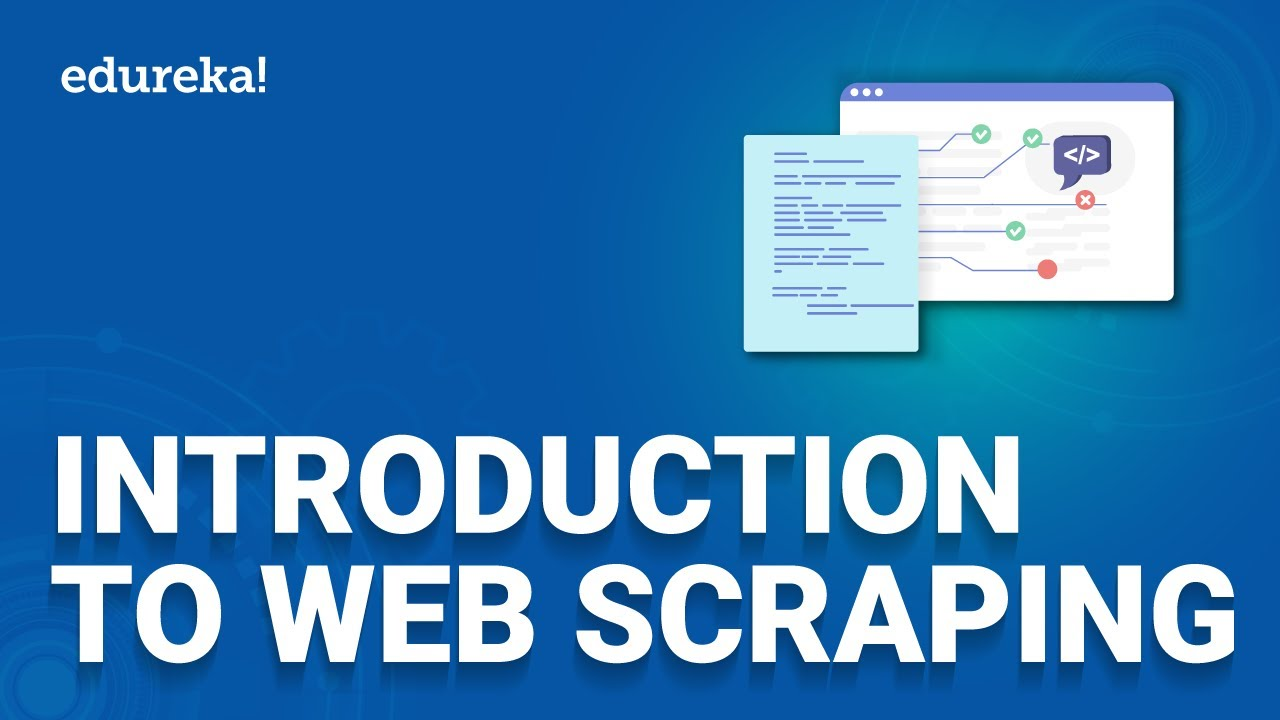 edureka!
</>
INTRODUCTION
TO WEB SCRAPING